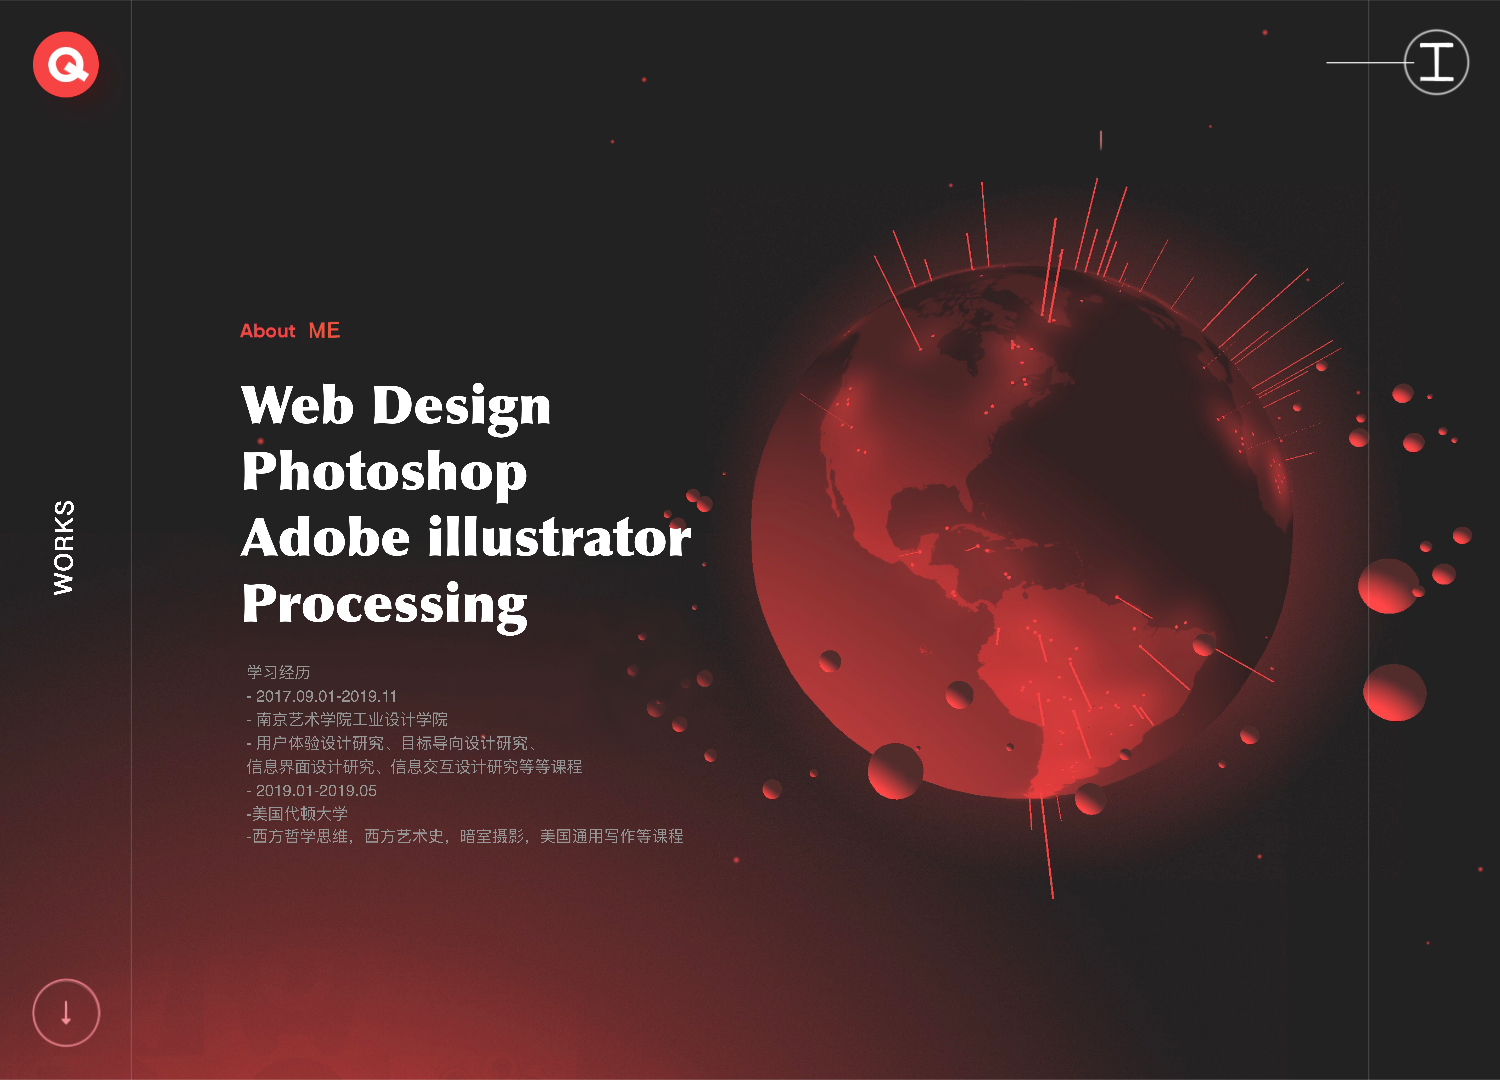 Q
工
About ME
Web Design
Photoshop
Adobe illustrator
Processing
WORKS
学习经历
- 2017.09.01-2019.11
- 南京艺术学院工业设计学院
- 用户体验设计研究、目标导向设计研究、
信息界面设计研究、信息交互设计研究等等课程
- 2019.01-2019.05
-美国代顿大学
-西方哲学思维，西方艺术史，暗室摄影，美国通用写作等课程